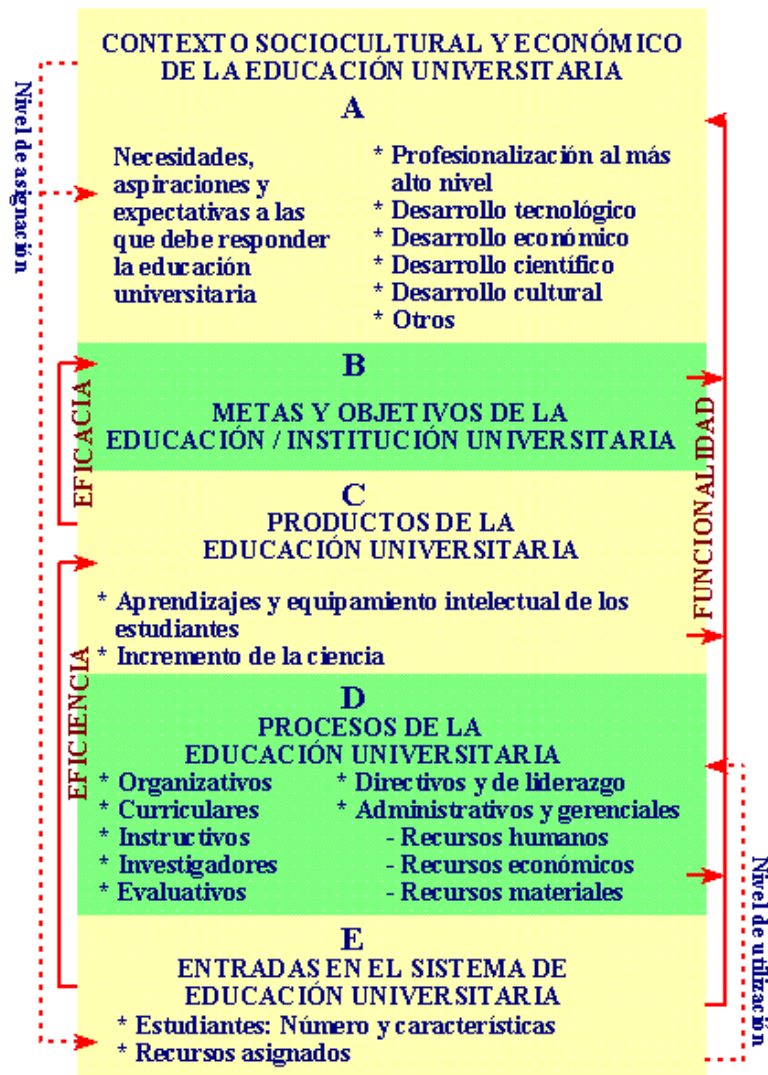 CONTEXTO SOCIOCULTURAL Y ECONÓMICO
DE LA EDUCACIÓN UNIVERSITARIA
A
Necesidades,
aspiraciones y
expectativas a las
que debe responder
la educación
universitaria
* Profesionalización al más
alto nivel
* Desarrollo tecnológico
* Desarrollo económico
* Desarrollo científico
* Desarrollo cultural
* Otros
B
METAS Y OBJETIVOS DE LA
EDUCACIÓN / INSTITUCIÓN UNIVERSITARIA
C
PRODUCTOS DE LA
EDUCACIÓN UNIVERSITARIA
* Aprendizajes y equipamiento intelectual de los
estudiantes
* Incremento de la ciencia
D
PROCESOS DE LA
EDUCACIÓN UNIVERSITARIA
* Organizativos
* Curriculares
* Instructivos
* Investigadores
* Evaluativos
* Directivos y de liderazgo
* Administrativos y gerenciales
- Recursos humanos
- Recursos económicos
- Recursos materiales
E
ENTRADAS EN EL SISTEMA DE
EDUCACIÓN UNIVERSITARIA
* Estudiantes: Número y características
* Recursos asignados
Nivel de asignación
EFICACIA
EFICIENCIA
FUNCIONALIDAD
Nivel de utilización